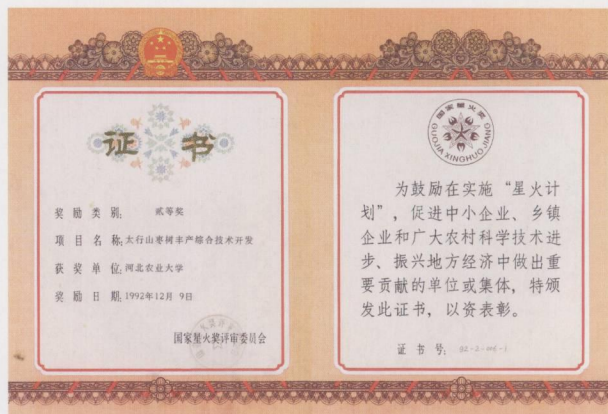 证书
奖励类别: 贰等奖
项目名称: 太行山枣树丰产综合技术开发
获奖单位: 河北农业大学
奖励日期: 1992年12月 9日
国家星火奖评审委员会
国家星火奖
GUOJIA XINGHUO JIANG
为鼓励在实施“星火计
划”,促进中小企业、乡镇
企业和广大农村科学技术进
步、振兴地方经济中做出重
要贡献的单位或集体,特颁
发此证书,以资表彰。
证书号: